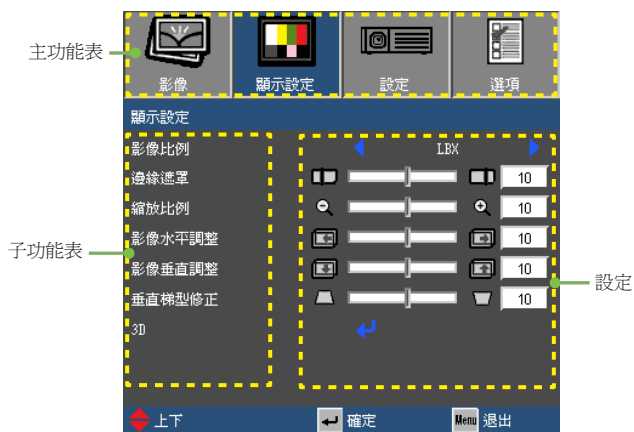 主功能表
影像
顯示設定
設定
選項
顯示設定
影像比例
LBX
邊緣遮罩
10
縮放比例
10
影像水平調整
10
子功能表
影像垂直調整
10
設定
垂直梯型修正
10
3D
上下
確定
Menu 退出